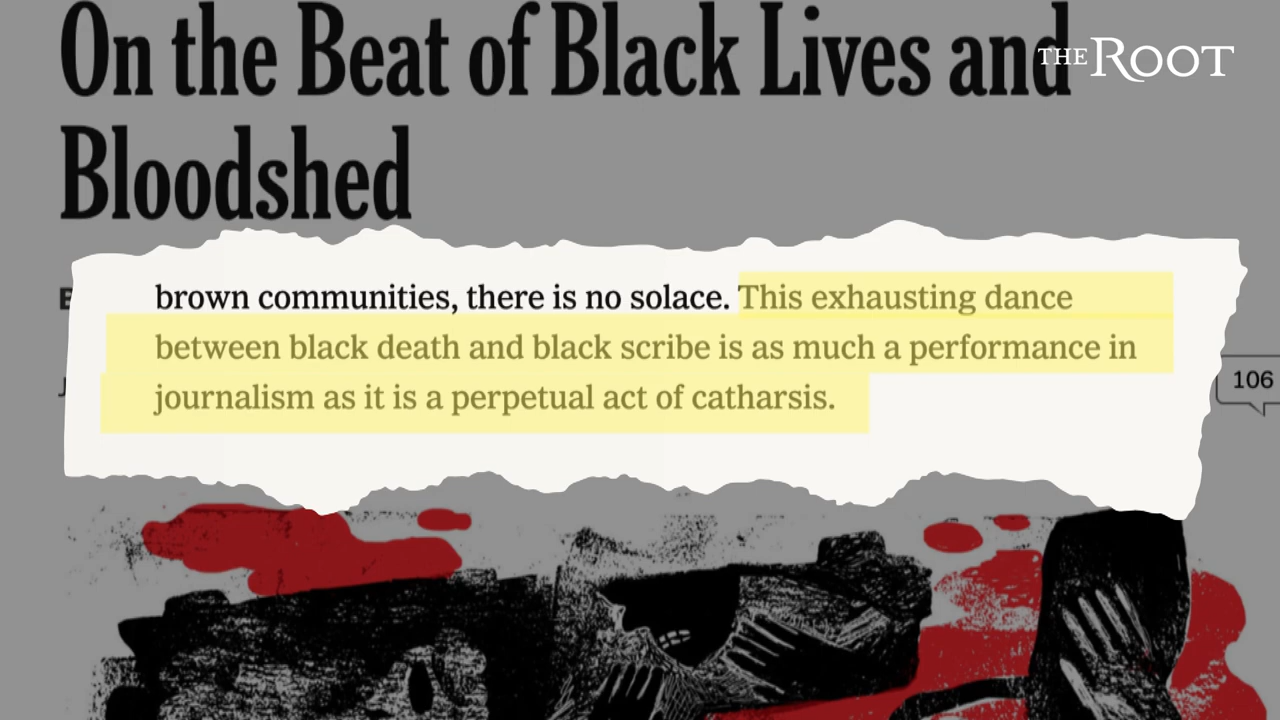 On the Beat of Black Lives and
THE ROOT
Bloodshed
brown communities, there is no solace. This exhausting dance
between black death and black scribe is as much a performance in
journalism as it is a perpetual act of catharsis.
106